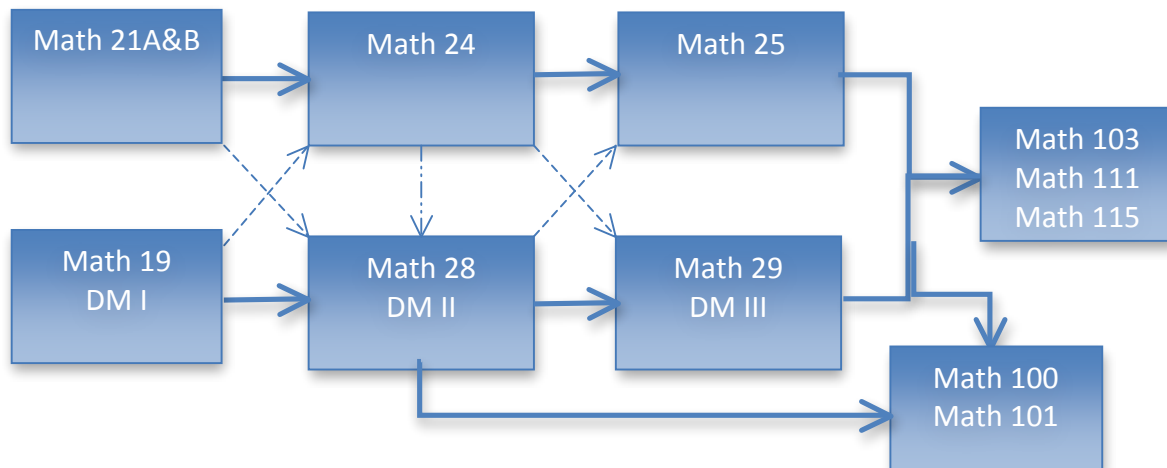 Math 21A&B
Math 24
Math 25
Math 103
Math 111
Math 115
Math 19
DM I
Math 28
DM II
Math 29
DM III
Math 100
Math 101